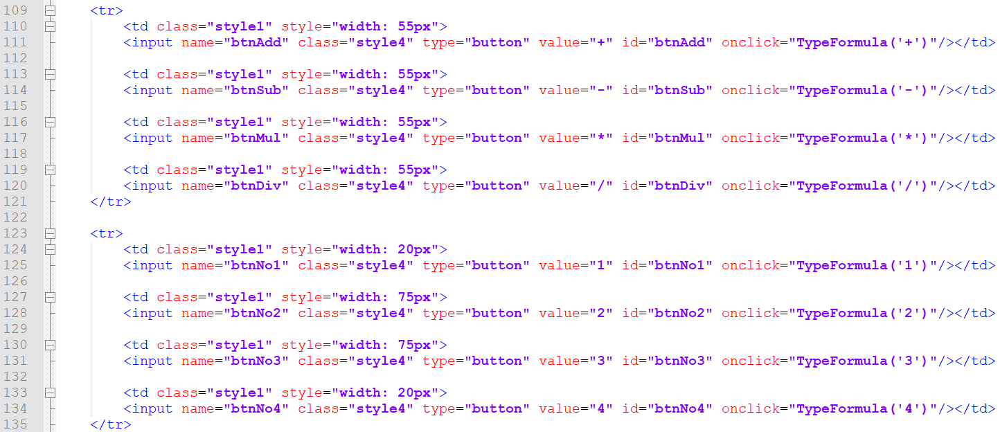 109 <tr>
110 <td class="style1" style="width: 55px">
111 <input name="btnAdd" class="style4" type="button" value="+" id="btnAdd" onclick="TypeFormula('+')"/></td>
112
113 <td class="style1" style="width: 55px">
114 <input name="btnSub" class="style4" type="button" value="-" id="btnSub" onclick="TypeFormula('-')"/></td>
115
116 <td class="style1" style="width: 55px">
117 <input name="btnMul" class="style4" type="button" value="*" id="btnMul" onclick="TypeFormula('*')"/></td>
118
119 <td class="style1" style="width: 55px">
120 <input name="btnDiv" class="style4" type="button" value="/" id="btnDiv" onclick="TypeFormula('/')"/></td>
121 </tr>
122
123 <tr>
124 <td class="style1" style="width: 20px">
125 <input name="btnNo1" class="style4" type="button" value="1" id="btnNo1" onclick="TypeFormula('1')"/></td>
126
127 <td class="style1" style="width: 75px">
128 <input name="btnNo2" class="style4" type="button" value="2" id="btnNo2" onclick="TypeFormula('2')"/></td>
129
130 <td class="style1" style="width: 75px">
131 <input name="btnNo3" class="style4" type="button" value="3" id="btnNo3" onclick="TypeFormula('3')"/></td>
132
133 <td class="style1" style="width: 20px">
134 <input name="btnNo4" class="style4" type="button" value="4" id="btnNo4" onclick="TypeFormula('4')"/></td>
135 </tr>